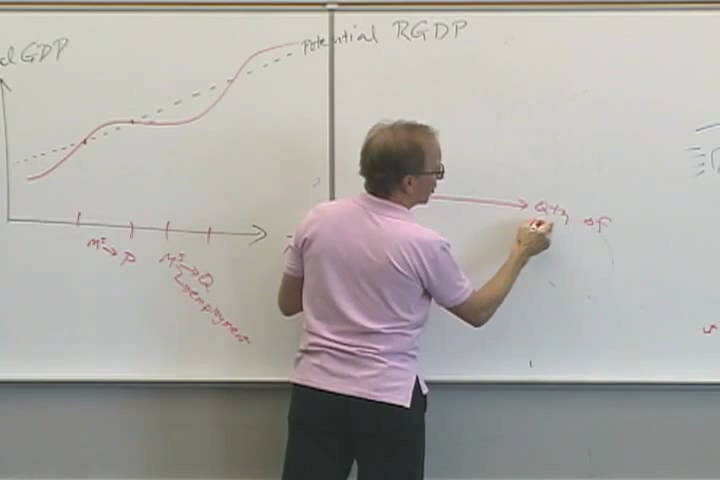 al GDP
Potential RGDP
Qty of
M↑ → P
M↑ → Q
↳ employment